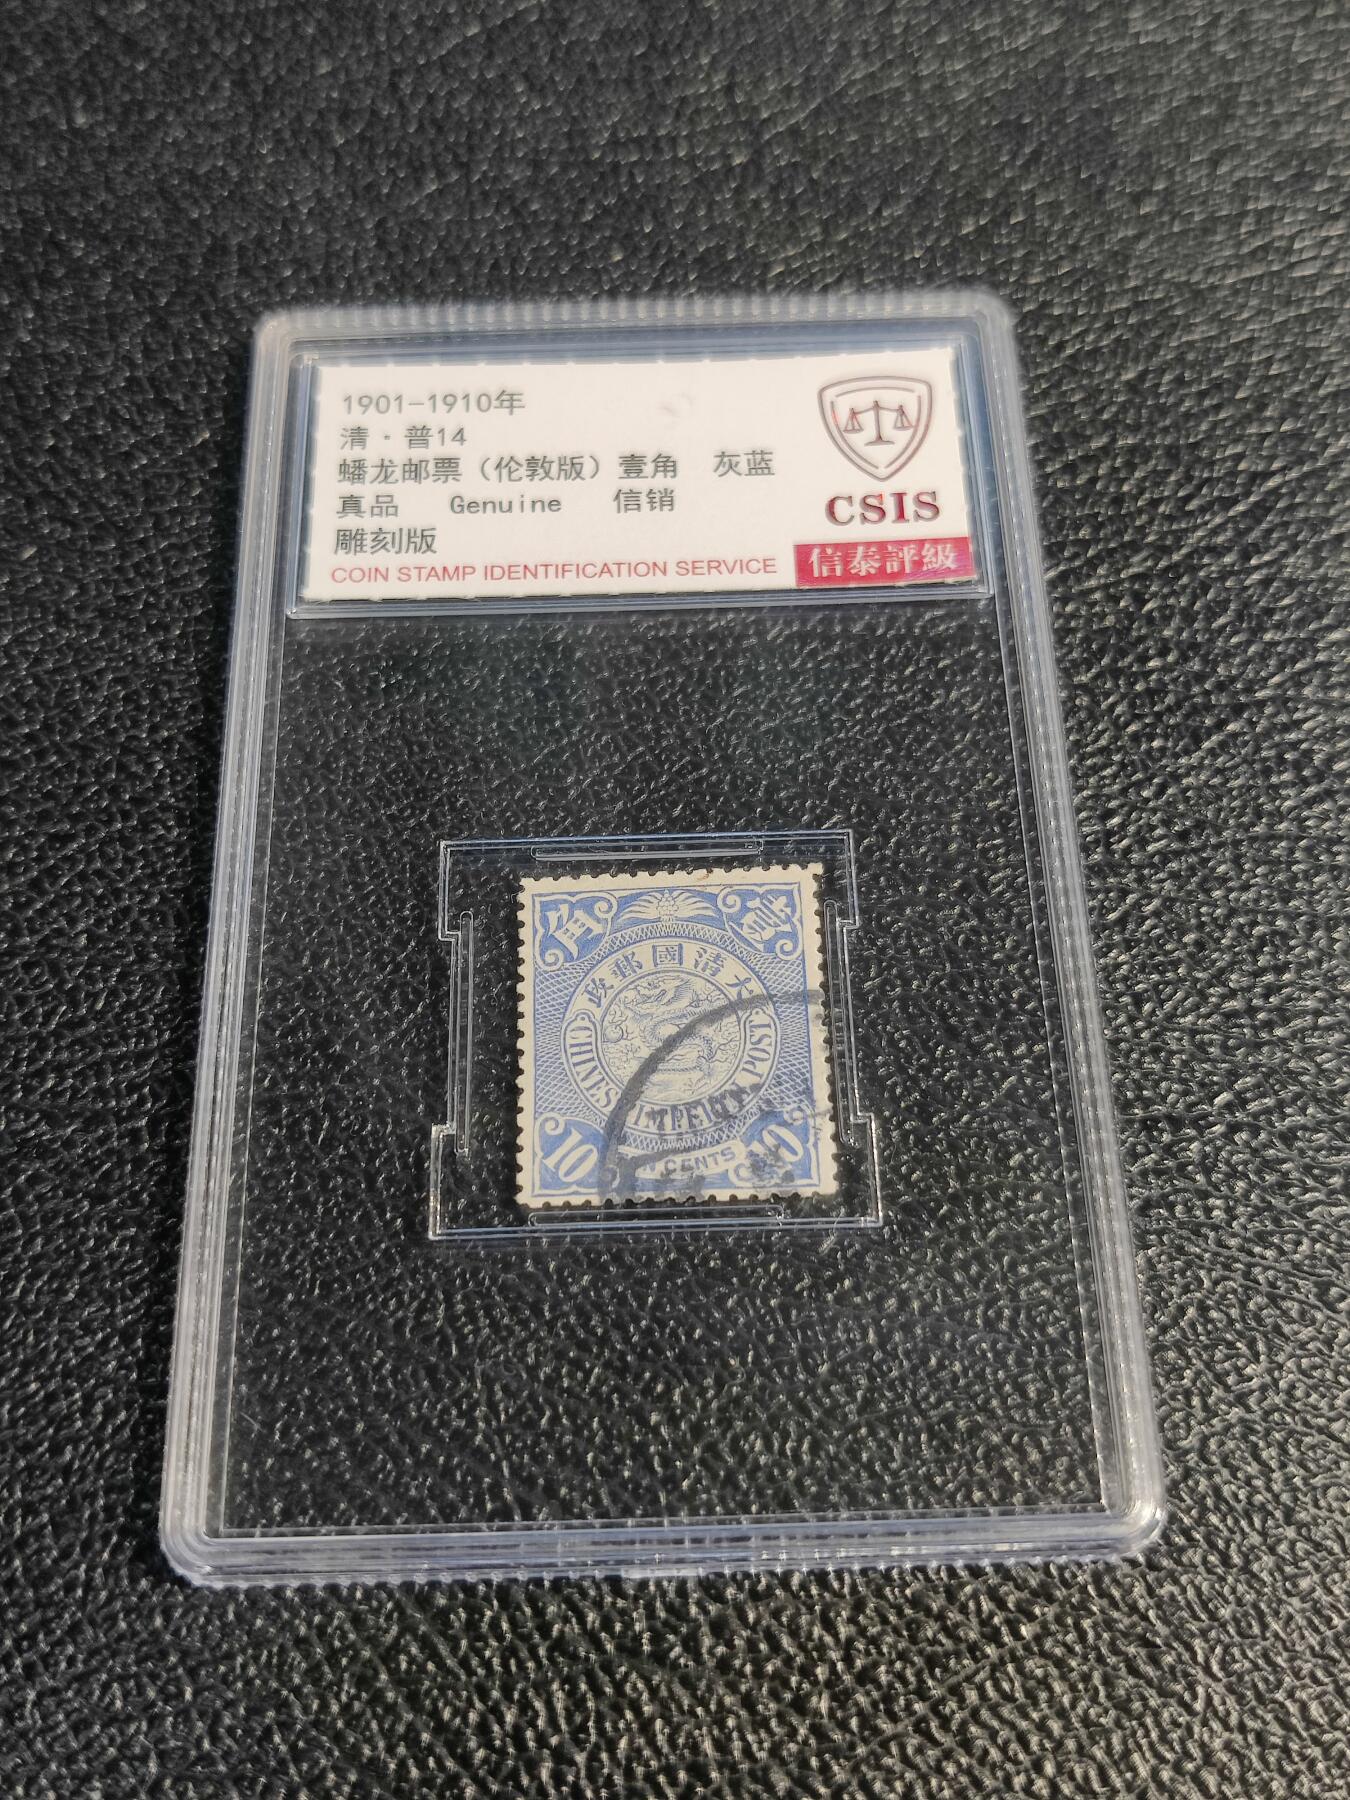 1901-1910年
清·普14
蟠龙邮票（伦敦版）壹角 灰蓝
真品 Genuine 信销
雕刻版
COIN STAMP IDENTIFICATION SERVICE
CSIS
信泰評級
角 壹
政郵國清大
CHINESE IMPERIAL POST
10 CENTS 10